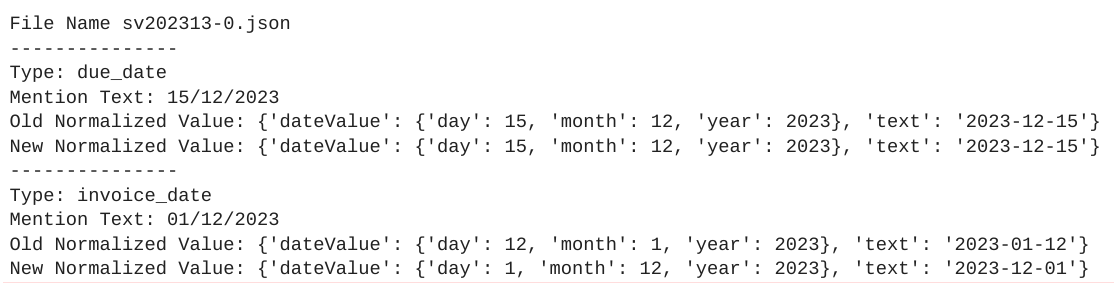 File Name sv202313-0.json
---------------
Type: due_date
Mention Text: 15/12/2023
Old Normalized Value: {'dateValue': {'day': 15, 'month': 12, 'year': 2023}, 'text': '2023-12-15'}
New Normalized Value: {'dateValue': {'day': 15, 'month': 12, 'year': 2023}, 'text': '2023-12-15'}
---------------
Type: invoice_date
Mention Text: 01/12/2023
Old Normalized Value: {'dateValue': {'day': 12, 'month': 1, 'year': 2023}, 'text': '2023-01-12'}
New Normalized Value: {'dateValue': {'day': 1, 'month': 12, 'year': 2023}, 'text': '2023-12-01'}